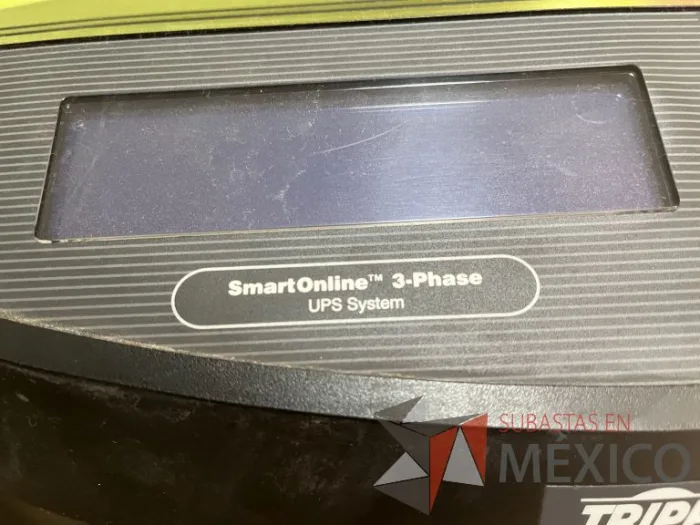 SmartOnline™ 3-Phase
UPS System
SUBASTAS EN
MÉXICO